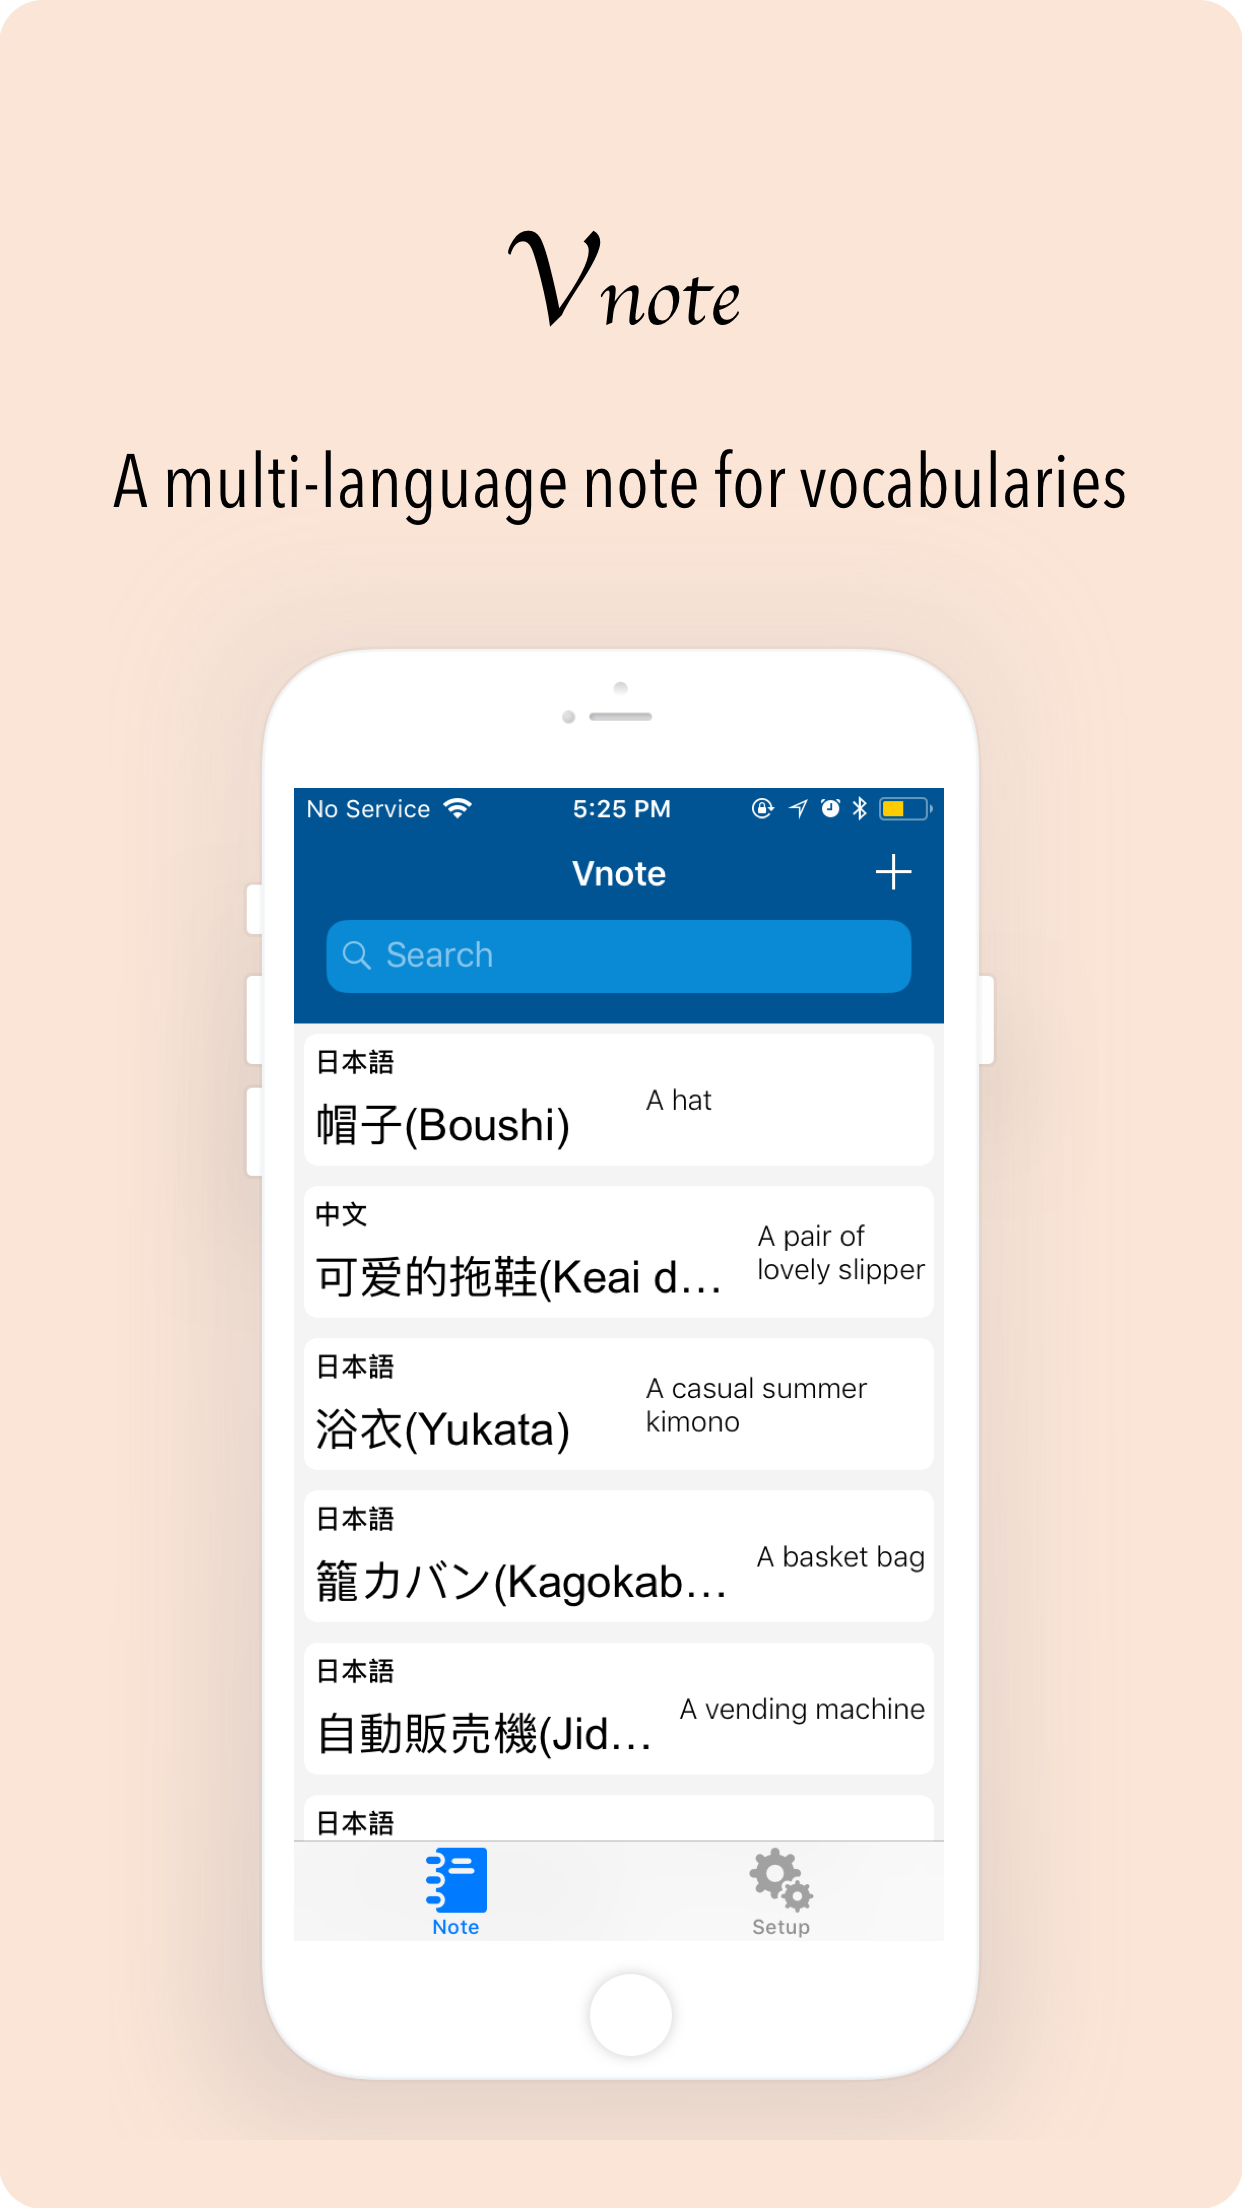 Vnote
A multi-language note for vocabularies
No Service 5:25 PM
Vnote
Search
日本語
帽子(Boushi)
A hat
中文
可爱的拖鞋(Keai d...
A pair of
lovely slipper
日本語
浴衣(Yukata)
A casual summer
kimono
日本語
籠カバン(Kagokab...
A basket bag
日本語
自動販売機(Jid...
A vending machine
日本語
Note
Setup